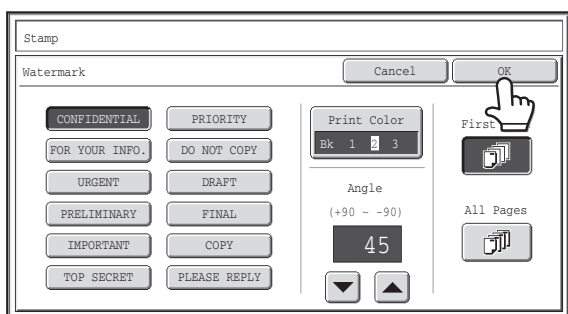 Stamp
Watermark
Cancel
OK
CONFIDENTIAL
PRIORITY
FOR YOUR INFO.
DO NOT COPY
URGENT
DRAFT
PRELIMINARY
FINAL
IMPORTANT
COPY
TOP SECRET
PLEASE REPLY
Print Color
Bk 1 2 3
Angle
(+90 ~ -90)
45
First
All Pages